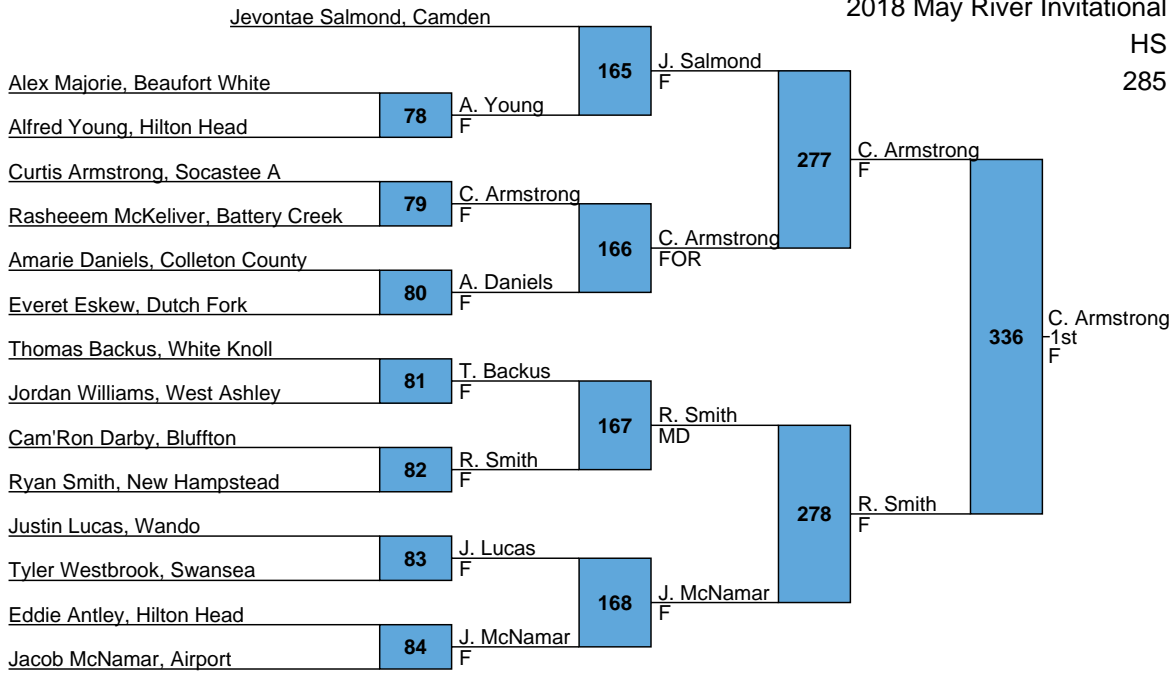 2018 May River Invitational
HS
285
Jevontae Salmond, Camden
165
J. Salmond
F
Alex Majorie, Beaufort White
78
A. Young
F
Alfred Young, Hilton Head
277
C. Armstrong
F
Curtis Armstrong, Socastee A
79
C. Armstrong
F
Rasheeem McKeliver, Battery Creek
166
C. Armstrong
FOR
Amarie Daniels, Colleton County
80
A. Daniels
F
Everet Eskew, Dutch Fork
336
C. Armstrong
1st
F
Thomas Backus, White Knoll
81
T. Backus
F
Jordan Williams, West Ashley
167
R. Smith
MD
Cam'Ron Darby, Bluffton
82
R. Smith
F
Ryan Smith, New Hampstead
278
R. Smith
F
Justin Lucas, Wando
83
J. Lucas
F
Tyler Westbrook, Swansea
168
J. McNamar
F
Eddie Antley, Hilton Head
84
J. McNamar
F
Jacob McNamar, Airport